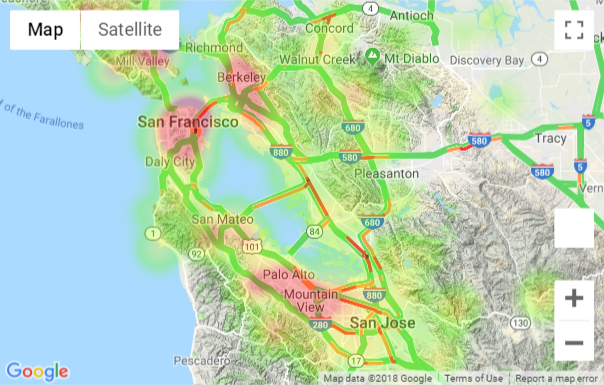 Map
Satellite
Antioch
Concord
4
Richmond
Walnut Creek
Mt Diablo
Discovery Bay
4
Mill Valley
Berkeley
of the Farallones
San Francisco
680
5
Tracy
880
580
580
Daly City
580
5
Pleasanton
San Mateo
680
84
1
101
92
Palo Alto
Mountain
View
880
280
San Jose
130
17
Pescadero
Google
Map data ©2018 Google
Terms of Use
Report a map error